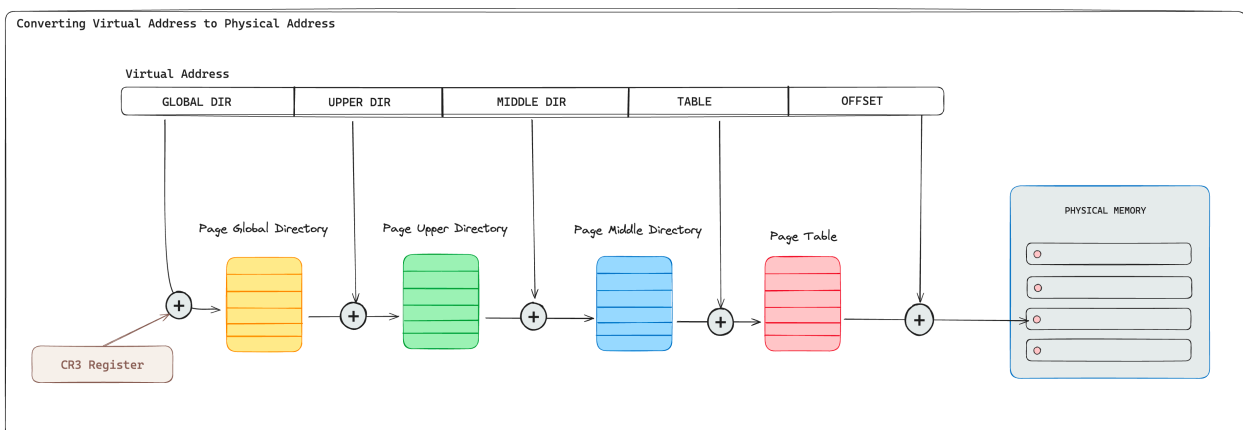 Converting Virtual Address to Physical Address
Virtual Address
GLOBAL DIR
UPPER DIR
MIDDLE DIR
TABLE
OFFSET
Page Global Directory
Page Upper Directory
Page Middle Directory
Page Table
PHYSICAL MEMORY
+
+
+
+
+
CR3 Register